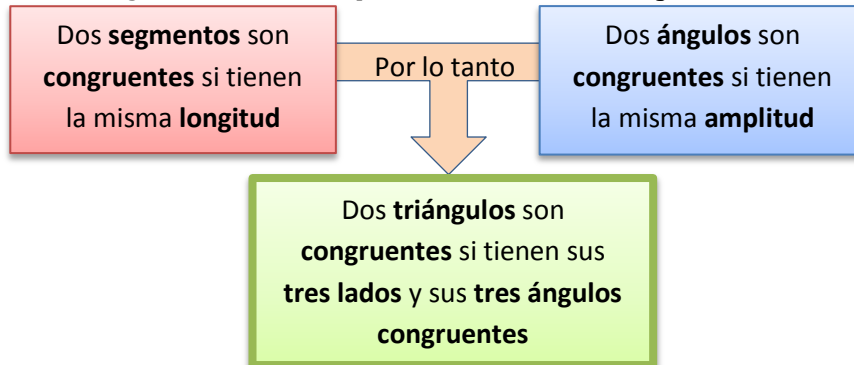 Dos segmentos son
congruentes si tienen
la misma longitud
Por lo tanto
Dos ángulos son
congruentes si tienen
la misma amplitud
Dos triángulos son
congruentes si tienen sus
tres lados y sus tres ángulos
congruentes